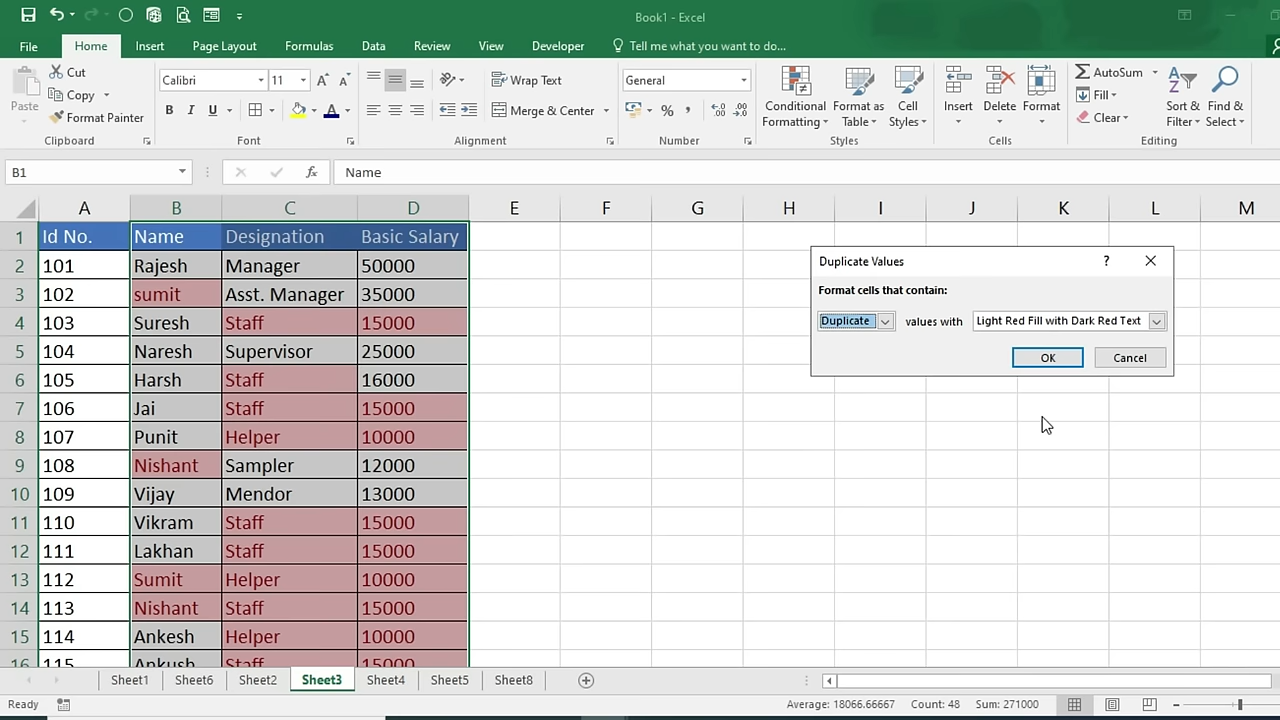 Book1 - Excel
File Home Insert Page Layout Formulas Data Review View Developer Tell me what you want to do...
Paste
Cut
Copy
Format Painter
Clipboard
Calibri 11
B I U
Font
Wrap Text
Merge & Center
Alignment
General
Number
Conditional Formatting
Format as Table
Cell Styles
Styles
Insert Delete Format
Cells
AutoSum
Fill
Clear
Sort & Filter
Find & Select
Editing
B1 fx Name
A B C D E F G H I J K L M
1 Id No. Name Designation Basic Salary
2 101 Rajesh Manager 50000
3 102 sumit Asst. Manager 35000
4 103 Suresh Staff 15000
5 104 Naresh Supervisor 25000
6 105 Harsh Staff 16000
7 106 Jai Staff 15000
8 107 Punit Helper 10000
9 108 Nishant Sampler 12000
10 109 Vijay Mendor 13000
11 110 Vikram Staff 15000
12 111 Lakhan Staff 15000
13 112 Sumit Helper 10000
14 113 Nishant Staff 15000
15 114 Ankesh Helper 10000
16 115 Ankush Staff 15000
Duplicate Values ?
Format cells that contain:
Duplicate values with Light Red Fill with Dark Red Text
OK Cancel
Sheet1 Sheet6 Sheet2 Sheet3 Sheet4 Sheet5 Sheet8
Ready Average: 18066.66667 Count: 48 Sum: 271000